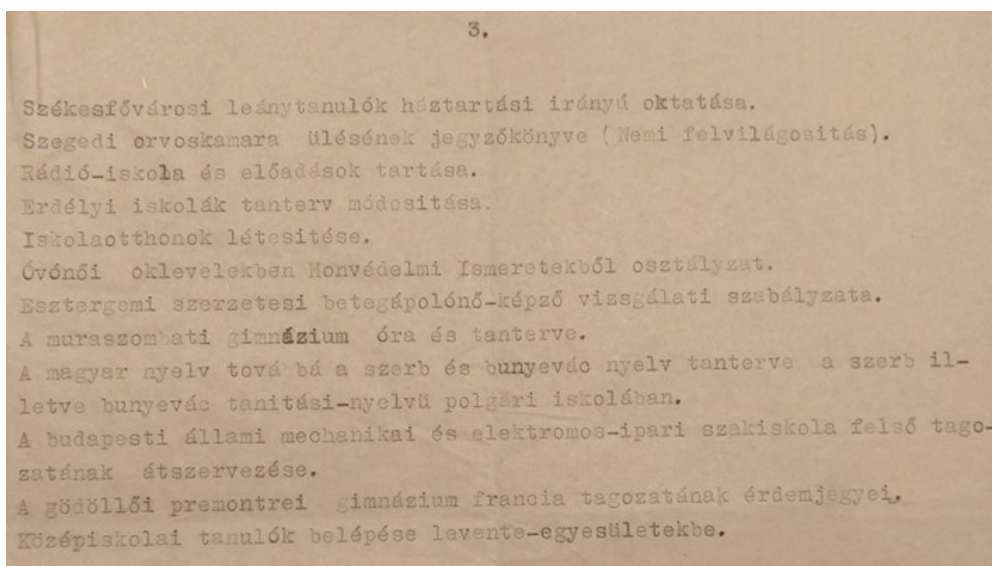 3.
Székesfővárosi leánytanulók háztartási irányú oktatása.
Szegedi orvoskamara ülésének jegyzőkönyve (Nemi felvilágositás).
Rádió-iskola és előadások tartása.
Erdélyi iskolák tanterv módositása.
Iskolaotthonok létesitése.
Óvónői oklevelekben Honvédelmi Ismeretekből osztályzat.
Esztergomi szerzetesi betegápolónő-képző vizsgálati szabályzata.
A muraszombati gimnázium óra és tanterve.
A magyar nyelv tová bá a szerb és bunyevác nyelv tanterve a szerb il-
letve bunyevác tanitási-nyelvü polgári iskolában.
A budapesti állami mechanikai és elektromos-ipari szakiskola felső tago-
zatának átszervezése.
A gödöllői premontrei gimnázium francia tagozatának érdemjegyei.
Középiskolai tanulók belépése levente-egyesületekbe.